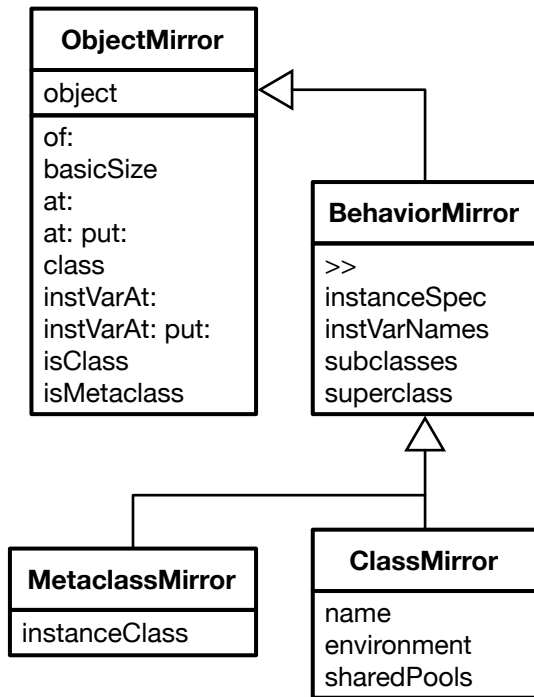 ObjectMirror
object
of:
basicSize
at:
at: put:
class
instVarAt:
instVarAt: put:
isClass
isMetaclass
BehaviorMirror
>>
instanceSpec
instVarNames
subclasses
superclass
MetaclassMirror
instanceClass
ClassMirror
name
environment
sharedPools